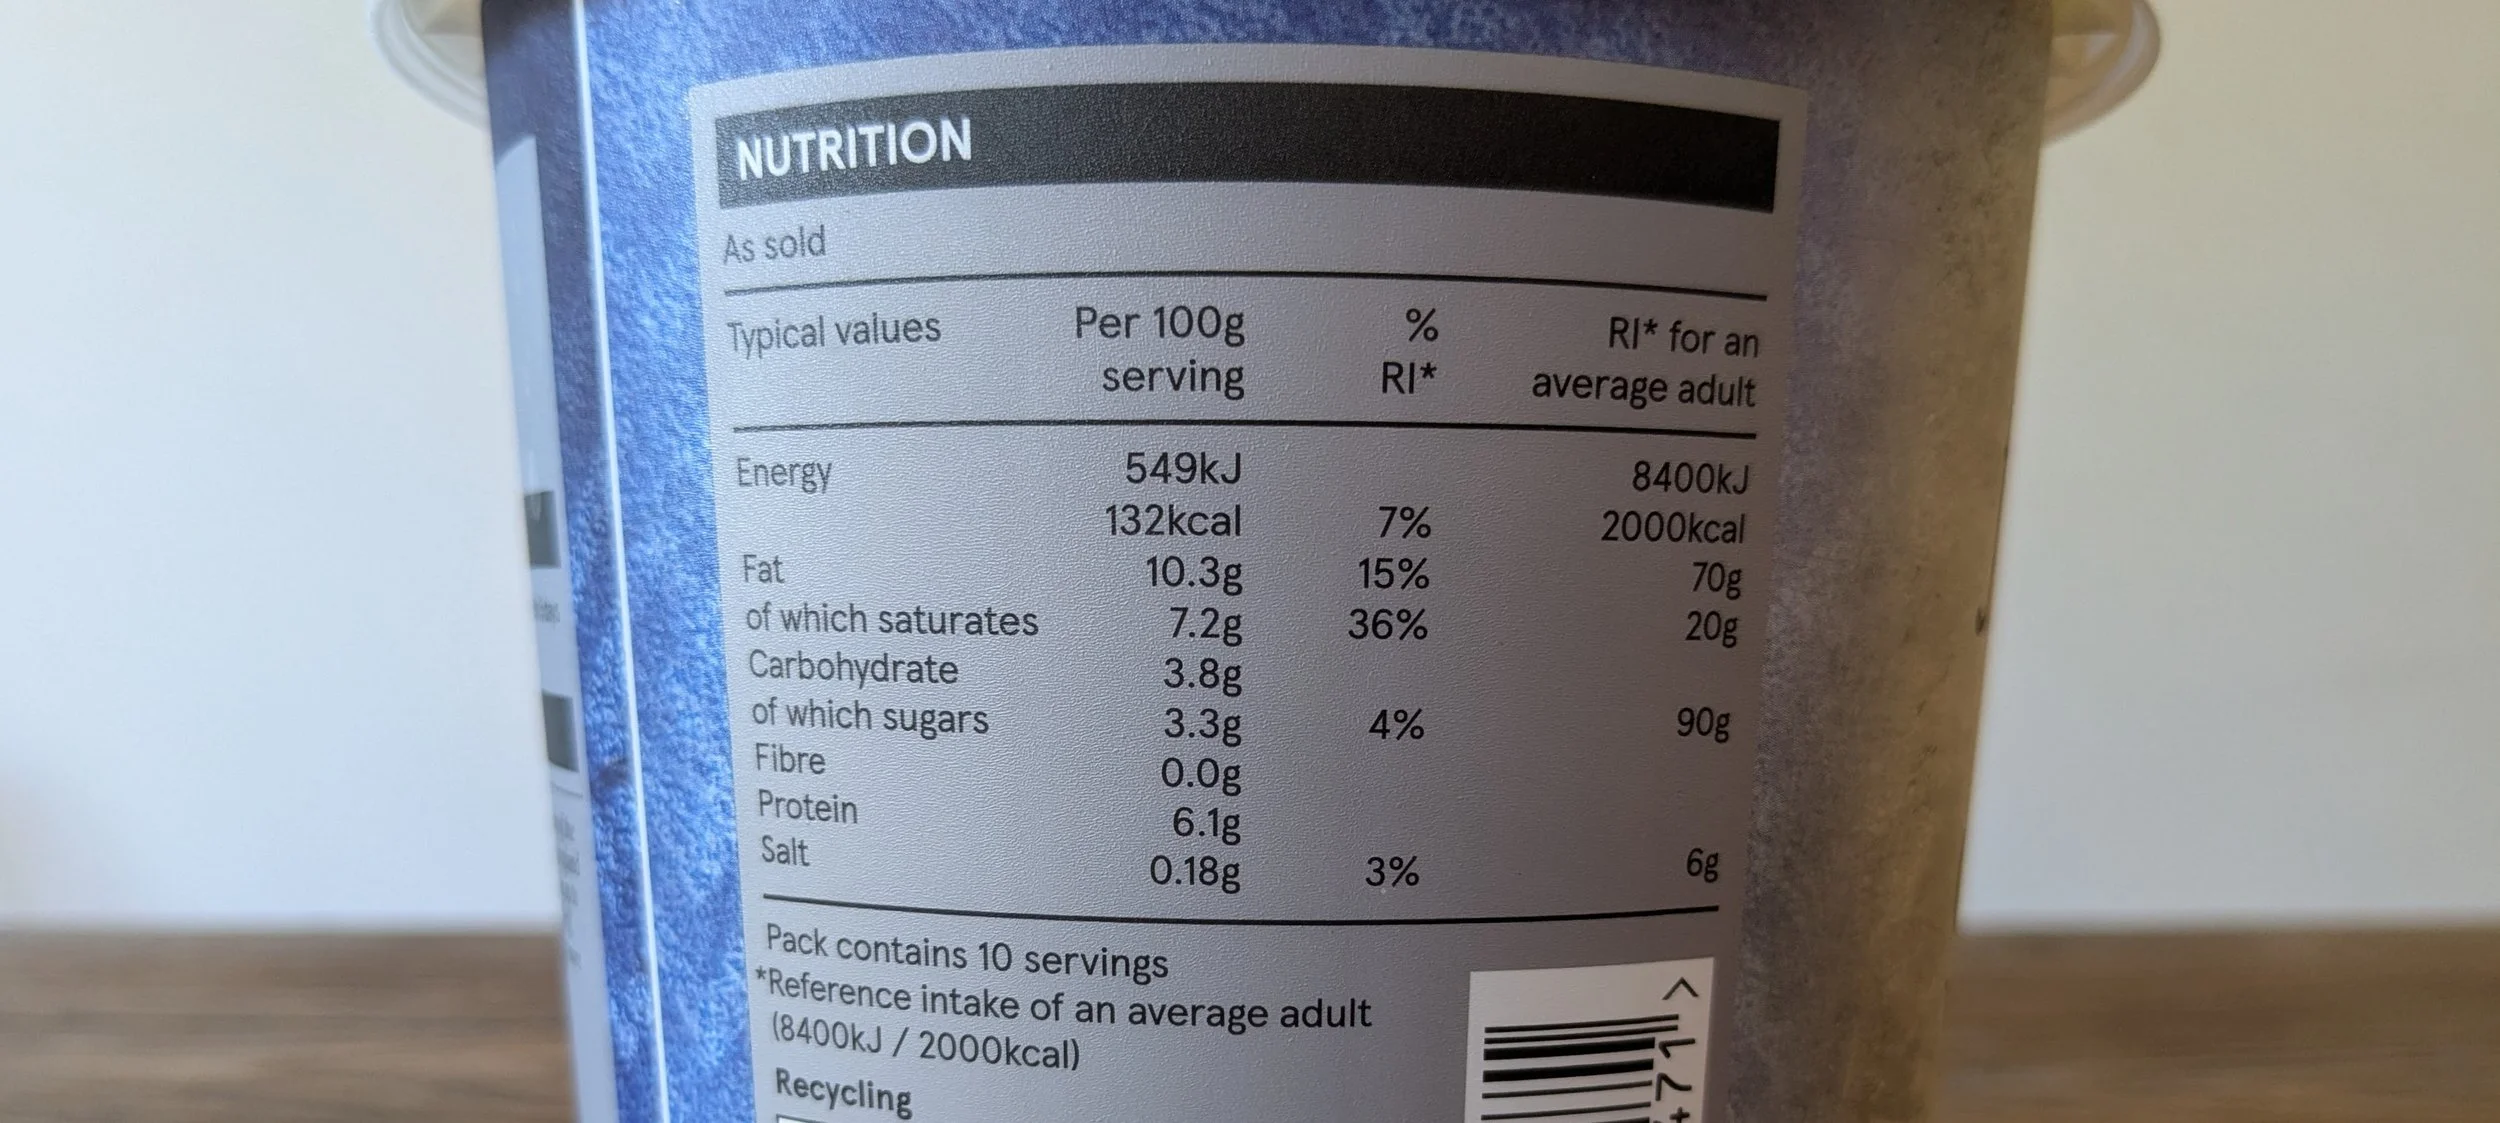 NUTRITION
As sold
Typical values Per 100g % RI* for an
serving RI* average adult
Energy 549kJ 8400kJ
132kcal 7% 2000kcal
Fat 10.3g 15% 70g
of which saturates 7.2g 36% 20g
Carbohydrate 3.8g
of which sugars 3.3g 4% 90g
Fibre 0.0g
Protein 6.1g
Salt 0.18g 3% 6g
Pack contains 10 servings
*Reference intake of an average adult
(8400kJ / 2000kcal)
Recycling